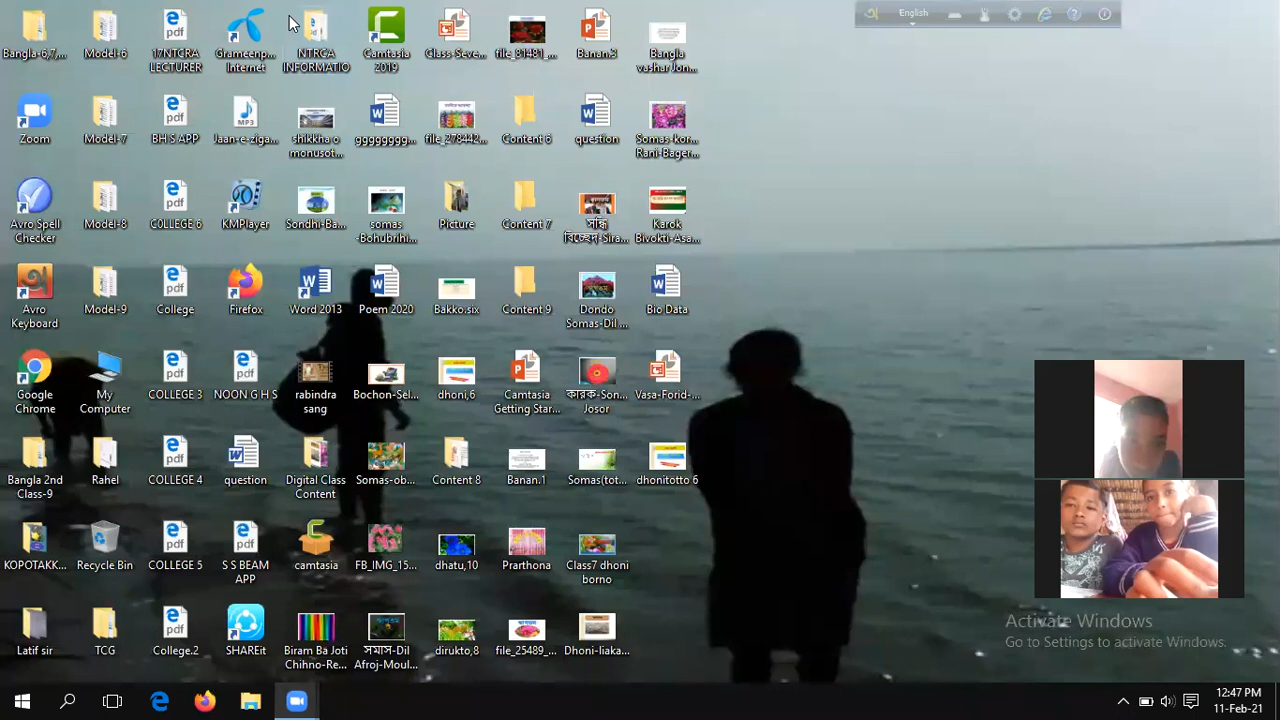 English
Bangla-6,7,...
Model-6
17NTCRA
LECTURER
Grameenp...
Internet
NTRCA
INFORMATIO
Camtasia
2019
Class-Seve...
file_81481_...
Banan.3
Bangla
vasharJon...
Zoom
Model-7
BH S APP
Jaan-e-ziga...
shikkha o
monusot...
ggggggggg...
file_278442...
Content 6
question
Somas-kor...
Rani-Bager...
Avro Spell
Checker
Model-8
COLLEGE 6
KMPlayer
Sondhi-Ba...
somas
-Bohubrihi...
Picture
Content 7
সন্ধি
বিচ্ছেদ-Sira...
Karok
Bivokti-Asa...
Avro
Keyboard
Model-9
College
Firefox
Word 2013
Poem 2020
Bakko.six
Content 9
Dondo
Somas-Dil ...
Bio Data
Google
Chrome
My
Computer
COLLEGE 3
NOON G H S
rabindra
sang
Bochon-Sel...
dhoni,6
Camtasia
Getting Star...
কারক-Son...
Josor
Vasa-Forid-...
Bangla 2nd
Class-9
Rahel
COLLEGE 4
question
Digital Class
Content
Somas-ob...
Content 8
Banan.1
Somas(tot...
dhonitotto 6
KOPOTAKK...
Recycle Bin
COLLEGE 5
S S BEAM
APP
camtasia
FB_IMG_15...
dhatu,10
Prarthona
Class7 dhoni
borno
Latif sir
TCG
College.2
SHAREit
Biram Ba Joti
Chihno-Re...
সমাস-Dil
Afroj-Moul...
dirukto,8
file_25489_...
Dhoni-liaka...
Activate Windows
Go to Settings to activate Windows.
12:47 PM
11-Feb-21